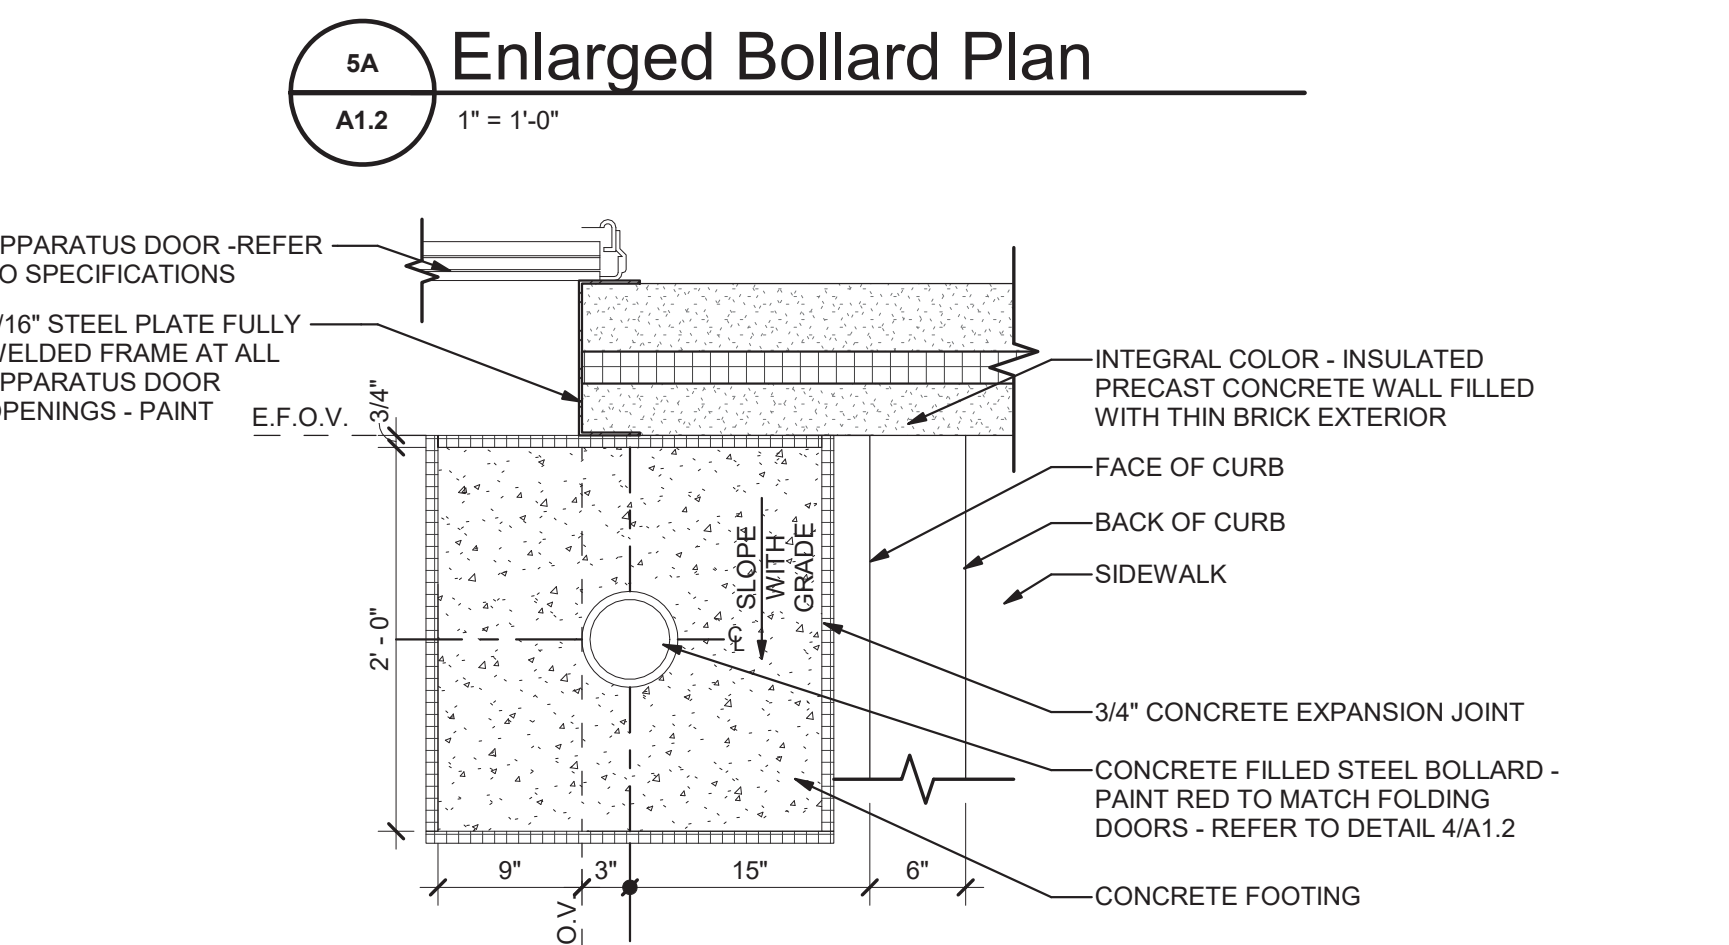 5A
A1.2
Enlarged Bollard Plan
1" = 1'-0"
PPARATUS DOOR -REFER
O SPECIFICATIONS
/16" STEEL PLATE FULLY
WELDED FRAME AT ALL
PPARATUS DOOR
OPENINGS - PAINT
E.F.O.V.
3/4"
2' - 0"
SLOPE
WITH
GRADE
CL
INTEGRAL COLOR - INSULATED
PRECAST CONCRETE WALL FILLED
WITH THIN BRICK EXTERIOR
FACE OF CURB
BACK OF CURB
SIDEWALK
3/4" CONCRETE EXPANSION JOINT
CONCRETE FILLED STEEL BOLLARD -
PAINT RED TO MATCH FOLDING
DOORS - REFER TO DETAIL 4/A1.2
CONCRETE FOOTING
9"
3"
15"
6"
O.V.